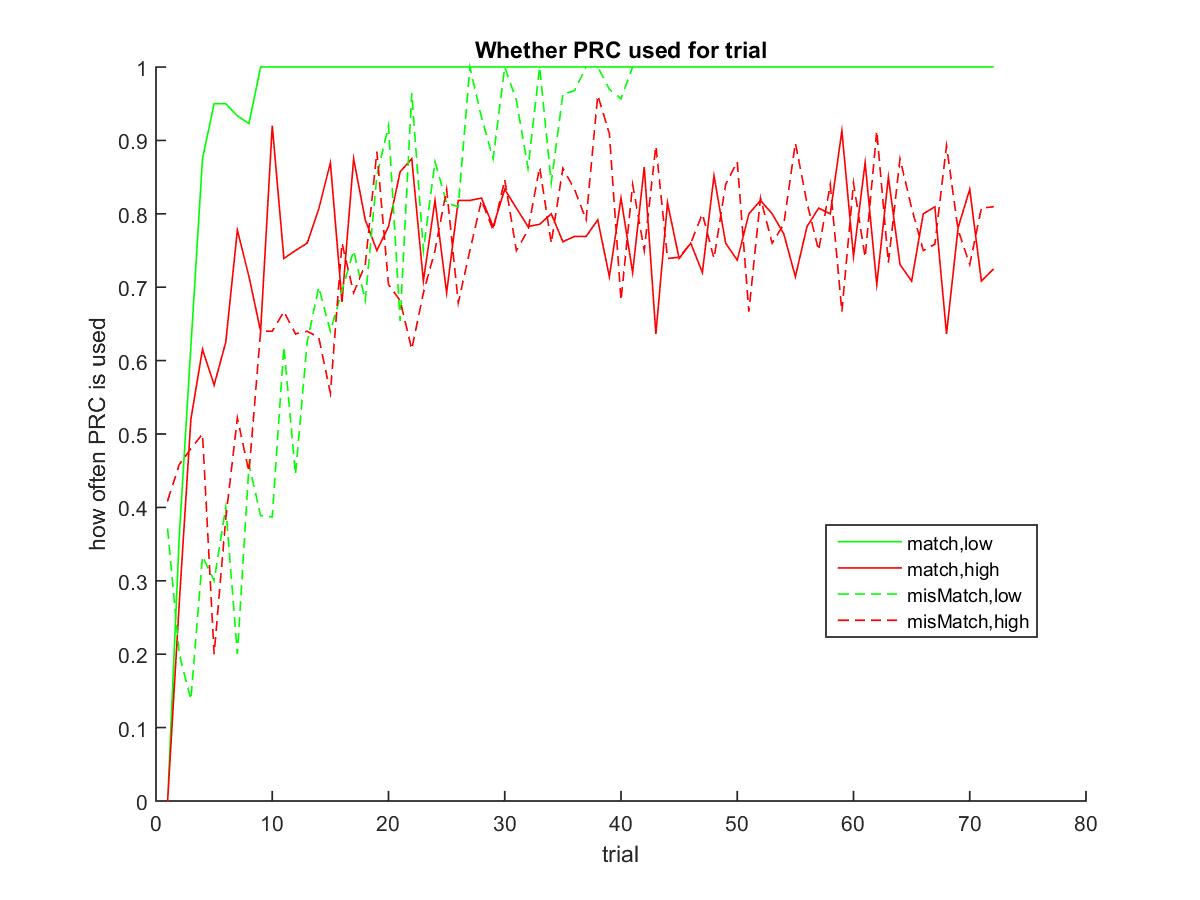 Whether PRC used for trial
how often PRC is used
1
0.9
0.8
0.7
0.6
0.5
0.4
0.3
0.2
0.1
0
match,low
match,high
misMatch,low
misMatch,high
0 10 20 30 40 50 60 70 80
trial